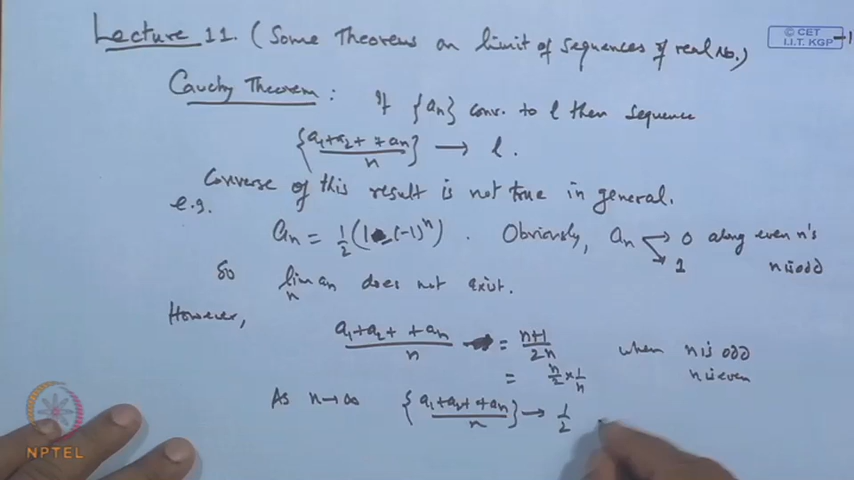 Lecture 11. (Some Theorems on limit of sequences of real no.)
© CET
I.I.T. KGP
-1
Cauchy Theorem : If {an} conv. to l then sequence
{a1+a2+ +an / n} → l.
Converse of this result is not true in general.
e.g.
an = 1/2 (1 - (-1)^n) . Obviously, an → 0 along even n's
→ 1 n is odd
So lim n an does not exist.
However,
a1+a2+ +an / n = n+1 / 2n when n is odd
= n/2 × 1/n n is even
As n→∞ {a1+a2+ +an / n} → 1/2
NPTEL